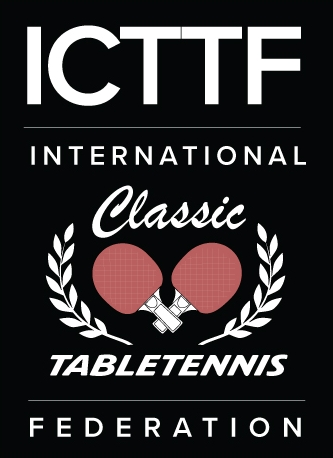 ICTTF
INTERNATIONAL
Classic
TABLETENNIS
FEDERATION